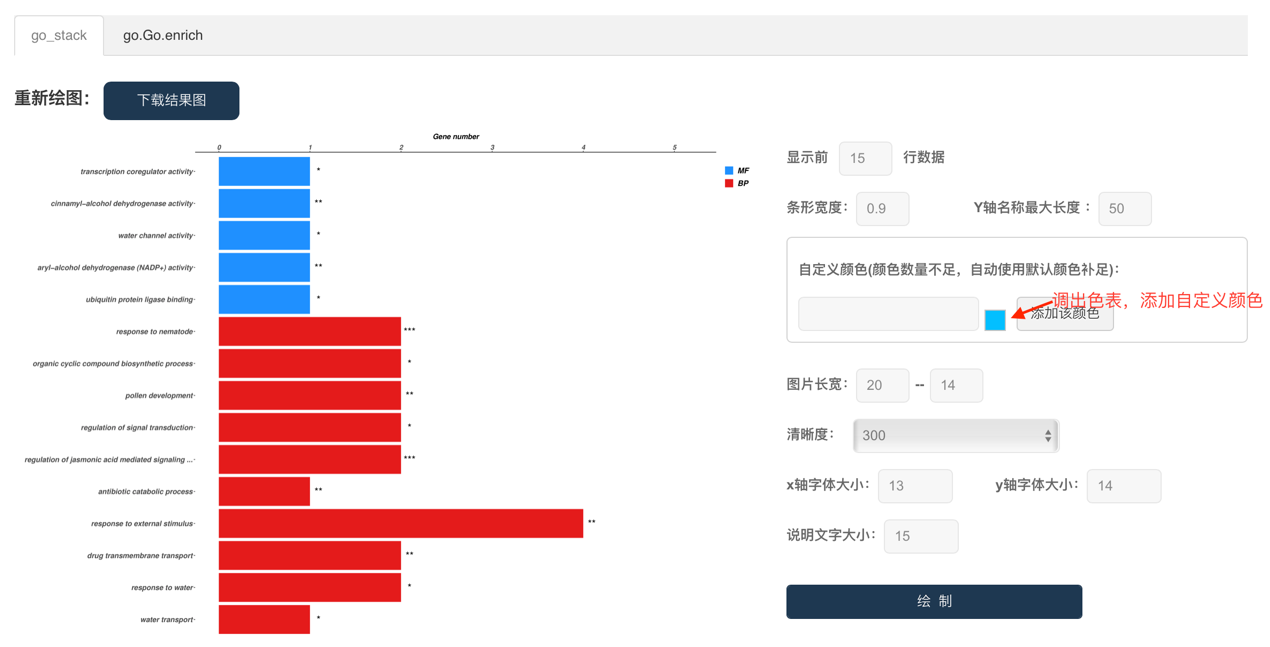 go_stack go.Go.enrich
重新绘图： 下载结果图
Gene number
0 1 2 3 4 5
MF
BP
transcription coregulator activity *
cinnamyl−alcohol dehydrogenase activity **
water channel activity *
aryl−alcohol dehydrogenase (NADP+) activity **
ubiquitin protein ligase binding *
response to nematode ***
organic cyclic compound biosynthetic process *
pollen development **
regulation of signal transduction *
regulation of jasmonic acid mediated signaling ... ***
antibiotic catabolic process **
response to external stimulus **
drug transmembrane transport **
response to water *
water transport *
显示前 15 行数据
条形宽度： 0.9 Y轴名称最大长度 ： 50
自定义颜色(颜色数量不足，自动使用默认颜色补足)：
调出色表，添加自定义颜色
添加该颜色
图片长宽： 20 -- 14
清晰度： 300
x轴字体大小： 13 y轴字体大小： 14
说明文字大小： 15
绘 制